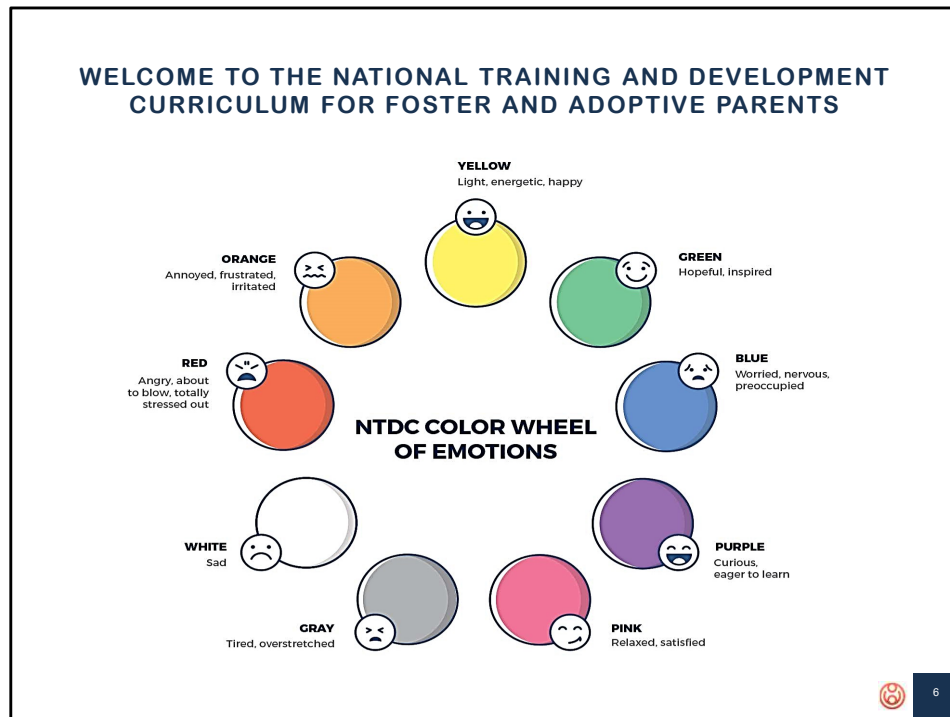 WELCOME TO THE NATIONAL TRAINING AND DEVELOPMENT
CURRICULUM FOR FOSTER AND ADOPTIVE PARENTS
YELLOW
Light, energetic, happy
GREEN
Hopeful, inspired
BLUE
Worried, nervous,
preoccupied
PURPLE
Curious,
eager to learn
PINK
Relaxed, satisfied
GRAY
Tired, overstretched
WHITE
Sad
RED
Angry, about
to blow, totally
stressed out
ORANGE
Annoyed, frustrated,
irritated
NTDC COLOR WHEEL
OF EMOTIONS
6